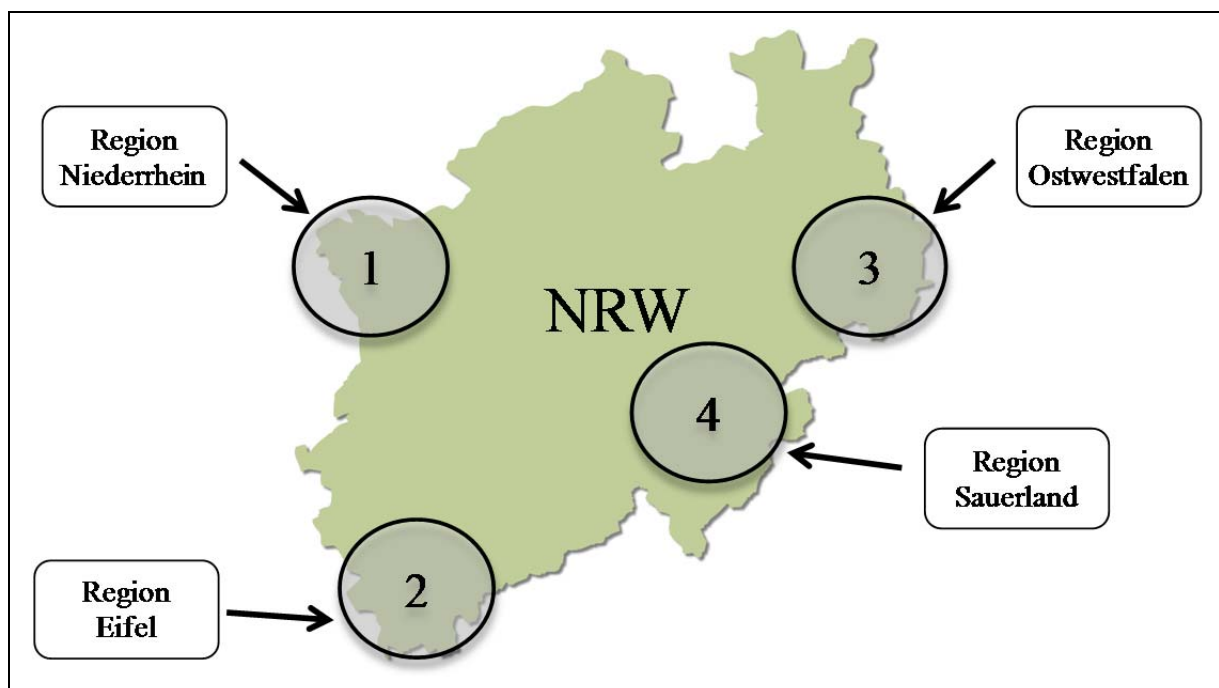 Region
Niederrhein
Region
Ostwestfalen
1
3
NRW
4
Region
Sauerland
2
Region
Eifel